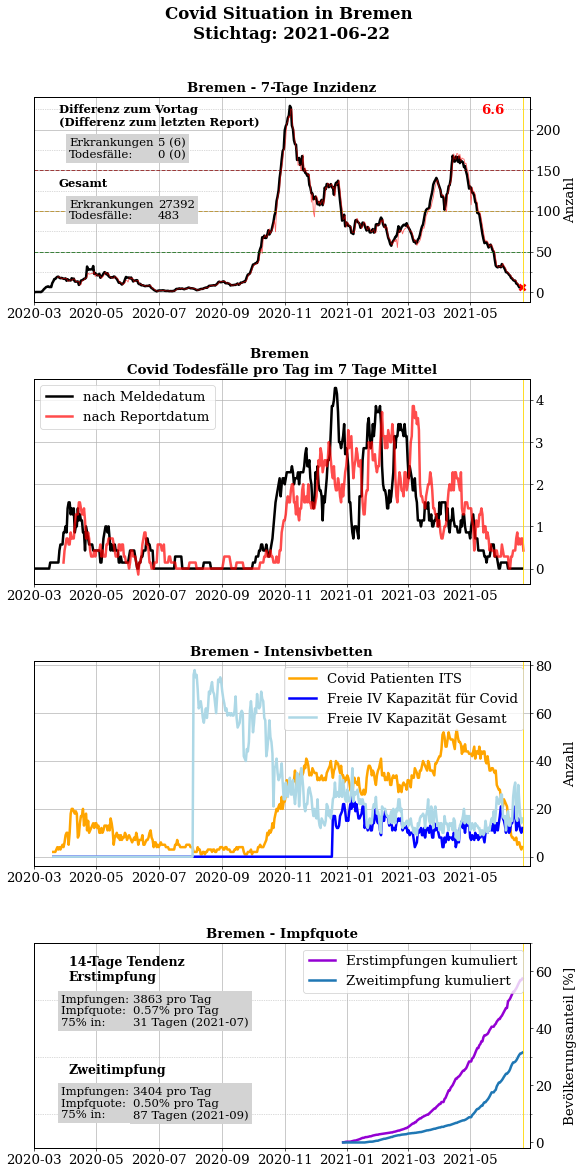 Covid Situation in Bremen
Stichtag: 2021-06-22
Bremen - 7-Tage Inzidenz
Differenz zum Vortag
(Differenz zum letzten Report)
Erkrankungen 5 (6)
Todesfälle: 0 (0)
Gesamt
Erkrankungen 27392
Todesfälle: 483
6.6
200
150
100
50
0
Anzahl
2020-03 2020-05 2020-07 2020-09 2020-11 2021-01 2021-03 2021-05
Bremen
Covid Todesfälle pro Tag im 7 Tage Mittel
nach Meldedatum
nach Reportdatum
4
3
2
1
0
2020-03 2020-05 2020-07 2020-09 2020-11 2021-01 2021-03 2021-05
Bremen - Intensivbetten
Covid Patienten ITS
Freie IV Kapazität für Covid
Freie IV Kapazität Gesamt
80
60
40
20
0
Anzahl
2020-03 2020-05 2020-07 2020-09 2020-11 2021-01 2021-03 2021-05
Bremen - Impfquote
14-Tage Tendenz
Erstimpfung
Impfungen: 3863 pro Tag
Impfquote: 0.57% pro Tag
75% in: 31 Tagen (2021-07)
Zweitimpfung
Impfungen: 3404 pro Tag
Impfquote: 0.50% pro Tag
75% in: 87 Tagen (2021-09)
Erstimpfungen kumuliert
Zweitimpfung kumuliert
60
40
20
0
Bevölkerungsanteil [%]
2020-03 2020-05 2020-07 2020-09 2020-11 2021-01 2021-03 2021-05